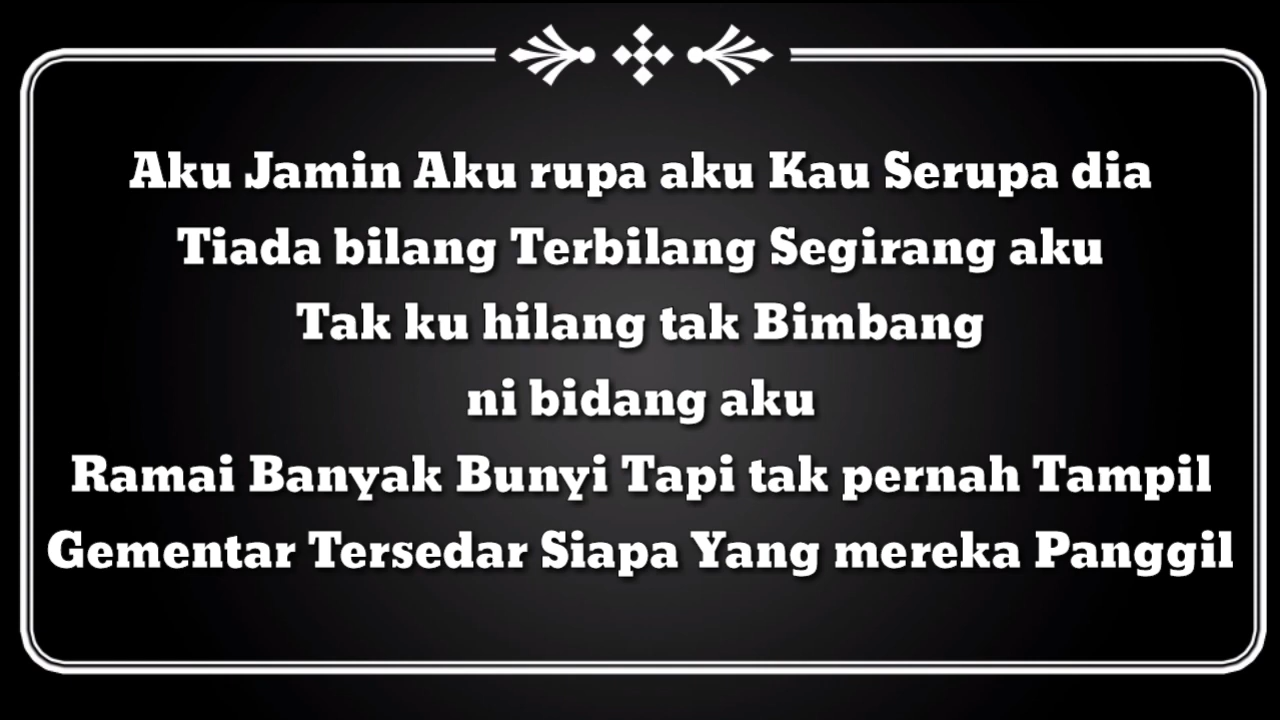 Aku Jamin Aku rupa aku Kau Serupa dia
Tiada bilang Terbilang Segirang aku
Tak ku hilang tak Bimbang
ni bidang aku
Ramai Banyak Bunyi Tapi tak pernah Tampil
Gementar Tersedar Siapa Yang mereka Panggil